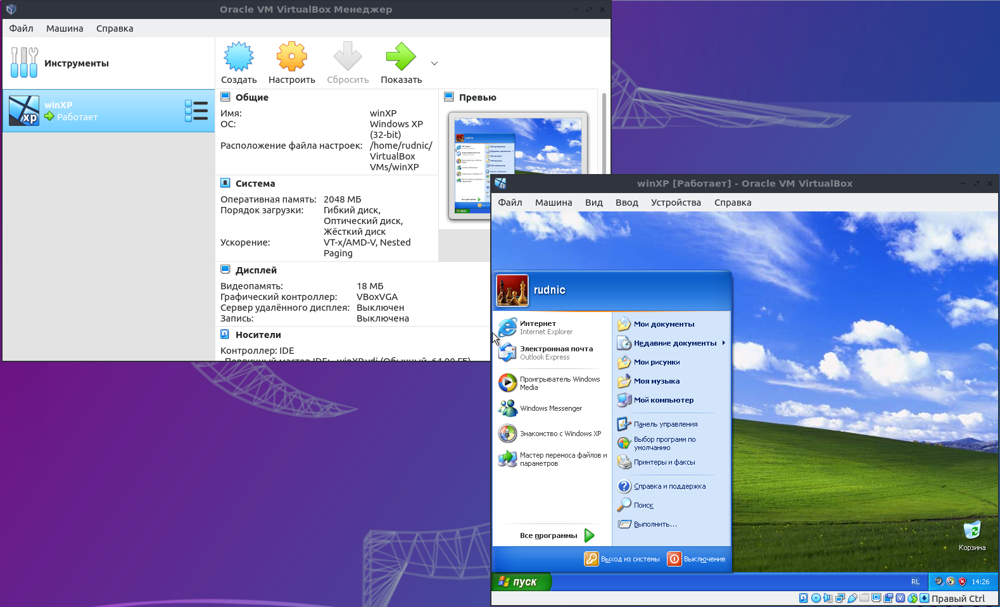 Oracle VM VirtualBox Менеджер
Файл Машина Справка
Инструменты
Создать Настроить Сбросить Показать
winXP
Работает
Общие
Имя: winXP
ОС: Windows XP
(32-bit)
Расположение файла настроек: /home/rudnic/
VirtualBox
VMs/winXP
Превью
Система
Оперативная память: 2048 МБ
Порядок загрузки: Гибкий диск,
Оптический диск,
Жёсткий диск
Ускорение: VT-x/AMD-V, Nested
Paging
Дисплей
Видеопамять: 18 МБ
Графический контроллер: VBoxVGA
Сервер удалённого дисплея: Выключен
Запись: Выключена
Носители
Контроллер: IDE
winXP [Работает] - Oracle VM VirtualBox
Файл Машина Вид Ввод Устройства Справка
rudnic
Интернет
Internet Explorer
Электронная почта
Outlook Express
Проигрыватель Windows
Media
Windows Messenger
Знакомство с Windows XP
Мастер переноса файлов и
параметров
Все программы
Мои документы
Недавние документы
Мои рисунки
Моя музыка
Мой компьютер
Панель управления
Выбор программ по
умолчанию
Принтеры и факсы
Справка и поддержка
Поиск
Выполнить...
Выход из системы Выключение
Корзина
пуск
RL 14:26
Правый Ctrl